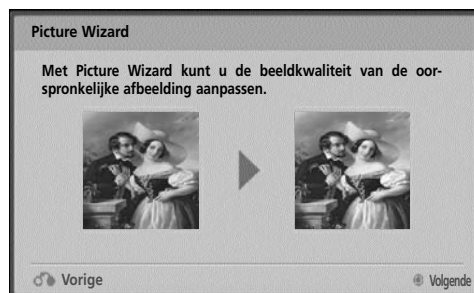 Picture Wizard
Met Picture Wizard kunt u de beeldkwaliteit van de oor-
spronkelijke afbeelding aanpassen.
Vorige
Volgende